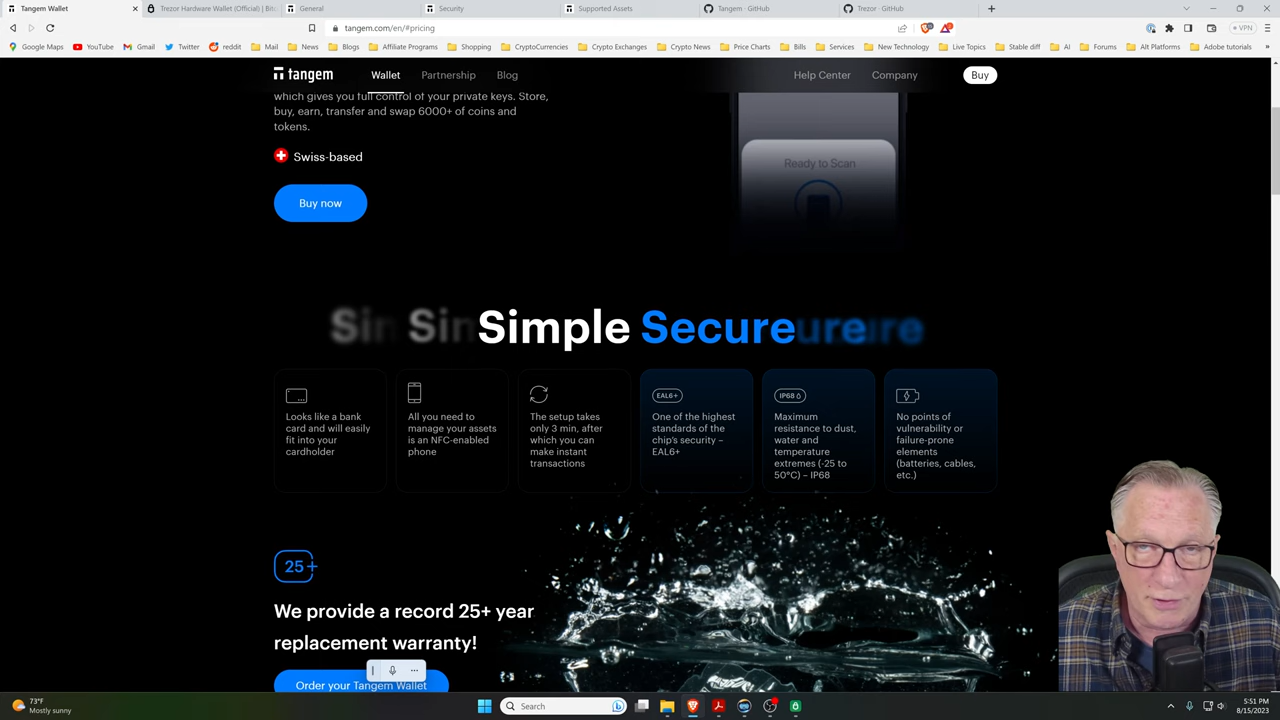 Tangem Wallet
Trezor Hardware Wallet (Official) | Bit
General
Security
Supported Assets
Tangem · GitHub
Trezor · GitHub
tangem.com/en/#pricing
VPN
Google Maps
YouTube
Gmail
Twitter
reddit
Mail
News
Blogs
Affiliate Programs
Shopping
CryptoCurrencies
Crypto Exchanges
Crypto News
Price Charts
Bills
Services
New Technology
Live Topics
Stable diff
AI
Forums
Alt Platforms
Adobe tutorials
»
tangem
Wallet
Partnership
Blog
Help Center
Company
Buy
which gives you full control of your private keys. Store,
buy, earn, transfer and swap 6000+ of coins and
tokens.
Swiss-based
Buy now
Ready to Scan
Sin Sin Simple Secureureire
Looks like a bank
card and will easily
fit into your
cardholder
All you need to
manage your assets
is an NFC-enabled
phone
The setup takes
only 3 min, after
which you can
make instant
transactions
EAL6+
One of the highest
standards of the
chip's security –
EAL6+
IP68
Maximum
resistance to dust,
water and
temperature
extremes (-25 to
50°C) – IP68
No points of
vulnerability or
failure-prone
elements
(batteries, cables,
etc.)
25+
We provide a record 25+ year
replacement warranty!
Order your Tangem Wallet
73°F
Mostly sunny
Search
5:51 PM
8/15/2023